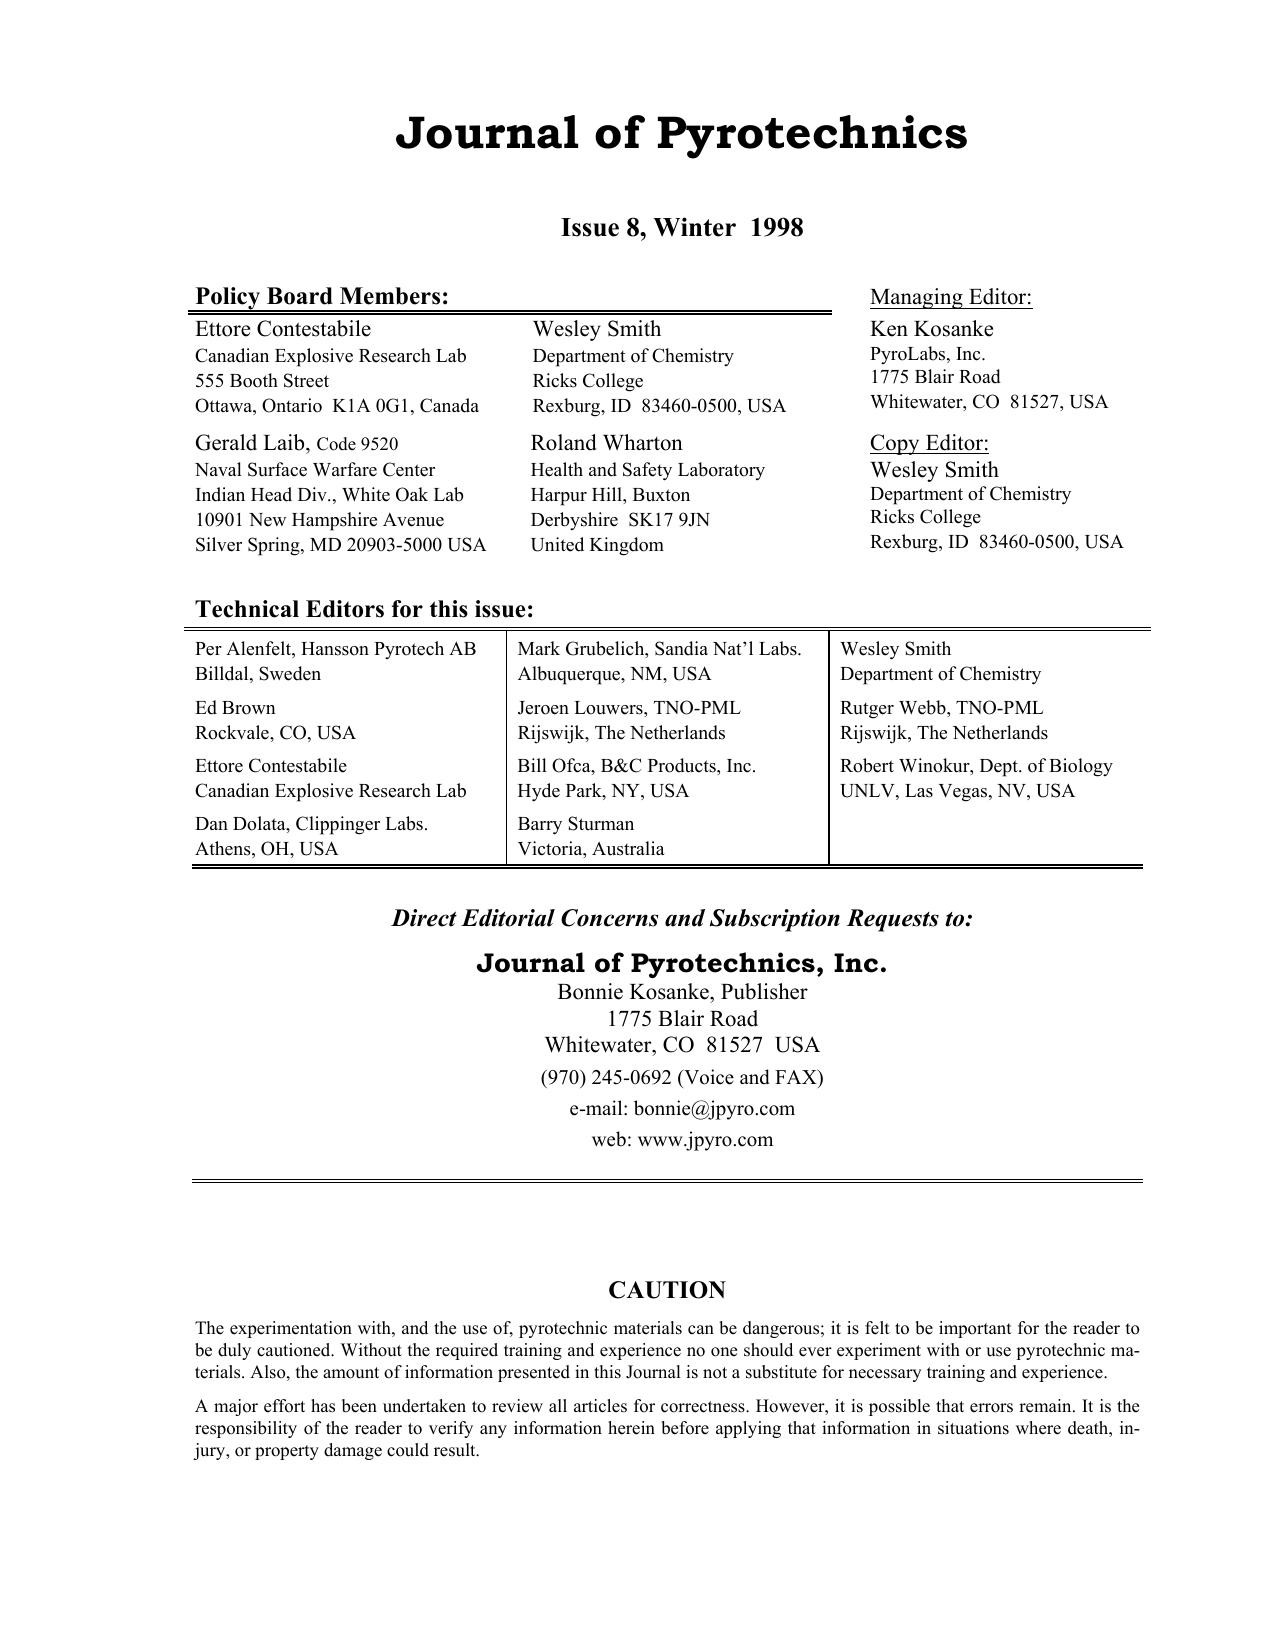 Journal of Pyrotechnics
Issue 8, Winter 1998
Policy Board Members:
Ettore Contestabile
Canadian Explosive Research Lab
555 Booth Street
Ottawa, Ontario K1A 0G1, Canada
Wesley Smith
Department of Chemistry
Ricks College
Rexburg, ID 83460-0500, USA
Gerald Laib, Code 9520
Naval Surface Warfare Center
Indian Head Div., White Oak Lab
10901 New Hampshire Avenue
Silver Spring, MD 20903-5000 USA
Roland Wharton
Health and Safety Laboratory
Harpur Hill, Buxton
Derbyshire SK17 9JN
United Kingdom
Managing Editor:
Ken Kosanke
PyroLabs, Inc.
1775 Blair Road
Whitewater, CO 81527, USA
Copy Editor:
Wesley Smith
Department of Chemistry
Ricks College
Rexburg, ID 83460-0500, USA
Technical Editors for this issue:
Per Alenfelt, Hansson Pyrotech AB
Billdal, Sweden
Ed Brown
Rockvale, CO, USA
Ettore Contestabile
Canadian Explosive Research Lab
Dan Dolata, Clippinger Labs.
Athens, OH, USA
Mark Grubelich, Sandia Nat’l Labs.
Albuquerque, NM, USA
Jeroen Louwers, TNO-PML
Rijswijk, The Netherlands
Bill Ofca, B&C Products, Inc.
Hyde Park, NY, USA
Barry Sturman
Victoria, Australia
Wesley Smith
Department of Chemistry
Rutger Webb, TNO-PML
Rijswijk, The Netherlands
Robert Winokur, Dept. of Biology
UNLV, Las Vegas, NV, USA
Direct Editorial Concerns and Subscription Requests to:
Journal of Pyrotechnics, Inc.
Bonnie Kosanke, Publisher
1775 Blair Road
Whitewater, CO 81527 USA
(970) 245-0692 (Voice and FAX)
e-mail: bonnie@jpyro.com
web: www.jpyro.com
CAUTION
The experimentation with, and the use of, pyrotechnic materials can be dangerous; it is felt to be important for the reader to
be duly cautioned. Without the required training and experience no one should ever experiment with or use pyrotechnic ma-
terials. Also, the amount of information presented in this Journal is not a substitute for necessary training and experience.
A major effort has been undertaken to review all articles for correctness. However, it is possible that errors remain. It is the
responsibility of the reader to verify any information herein before applying that information in situations where death, in-
jury, or property damage could result.